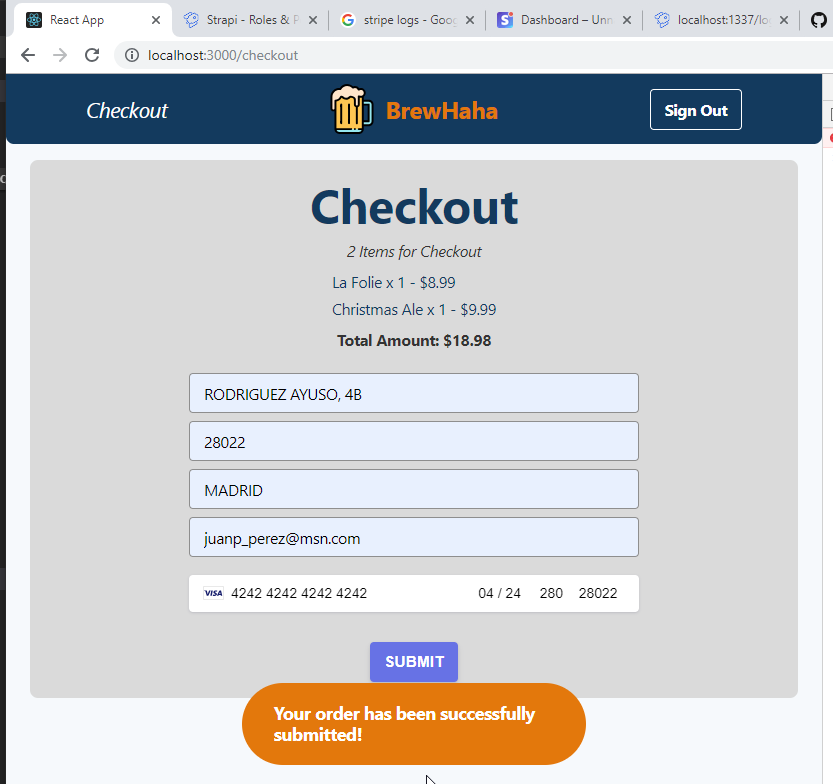 React App
Strapi - Roles & P
stripe logs - Goog
Dashboard – Unn
localhost:1337/lo
localhost:3000/checkout
Checkout
BrewHaha
Sign Out
Checkout
2 Items for Checkout
La Folie x 1 - $8.99
Christmas Ale x 1 - $9.99
Total Amount: $18.98
RODRIGUEZ AYUSO, 4B
28022
MADRID
juanp_perez@msn.com
VISA 4242 4242 4242 4242 04 / 24 280 28022
SUBMIT
Your order has been successfully
submitted!